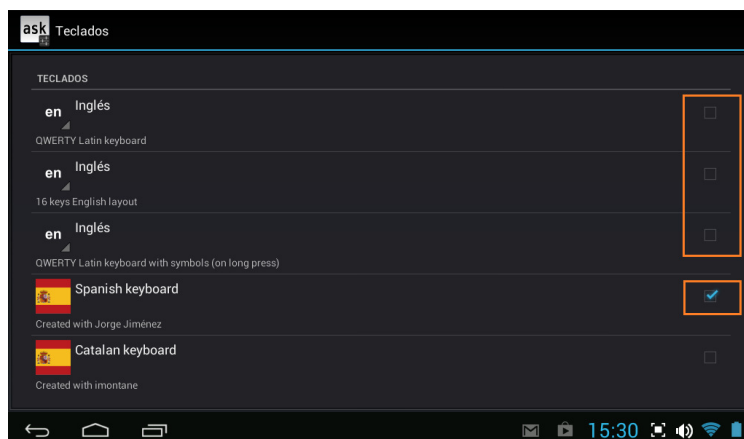 ask Teclados
TECLADOS
en Inglés
QWERTY Latin keyboard
en Inglés
16 keys English layout
en Inglés
QWERTY Latin keyboard with symbols (on long press)
Spanish keyboard
Created with Jorge Jiménez
Catalan keyboard
Created with imontane
15:30